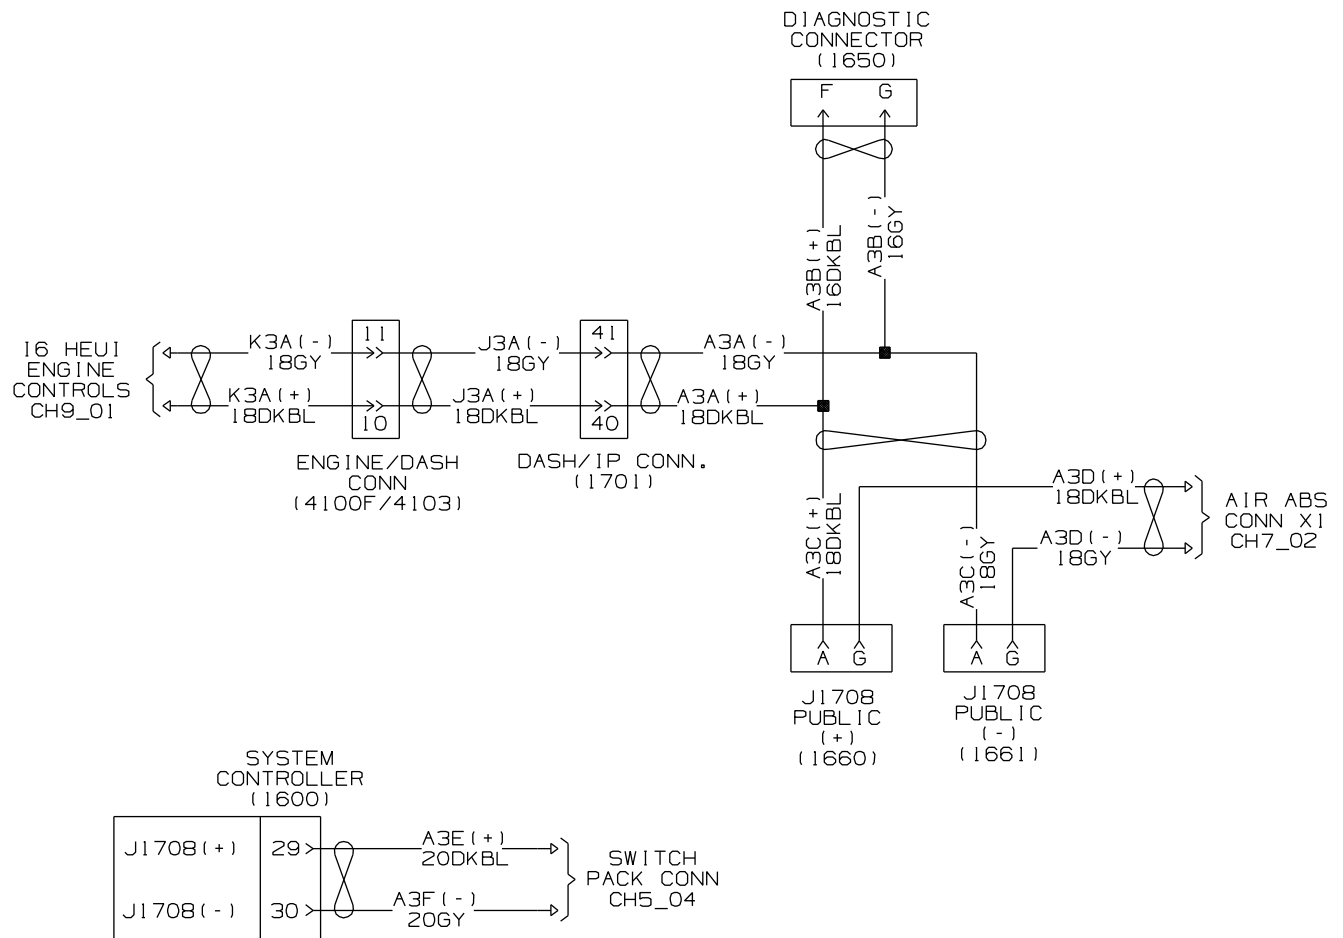 DIAGNOSTIC
CONNECTOR
(1650)
F G
A3B(+)
16DKBL
A3B(-)
16GY
I6 HEUI
ENGINE
CONTROLS
CH9_01
K3A(-)
18GY
K3A(+)
18DKBL
11
10
ENGINE/DASH
CONN
(4100F/4103)
J3A(-)
18GY
J3A(+)
18DKBL
41
40
DASH/IP CONN.
(1701)
A3A(-)
18GY
A3A(+)
18DKBL
A3C(+)
18DKBL
A3C(-)
18GY
A3D(+)
18DKBL
A3D(-)
18GY
AIR ABS
CONN X1
CH7_02
A G
J1708
PUBLIC
(+)
(1660)
A G
J1708
PUBLIC
(-)
(1661)
SYSTEM
CONTROLLER
(1600)
J1708(+) 29
J1708(-) 30
A3E(+)
20DKBL
A3F(-)
20GY
SWITCH
PACK CONN
CH5_04